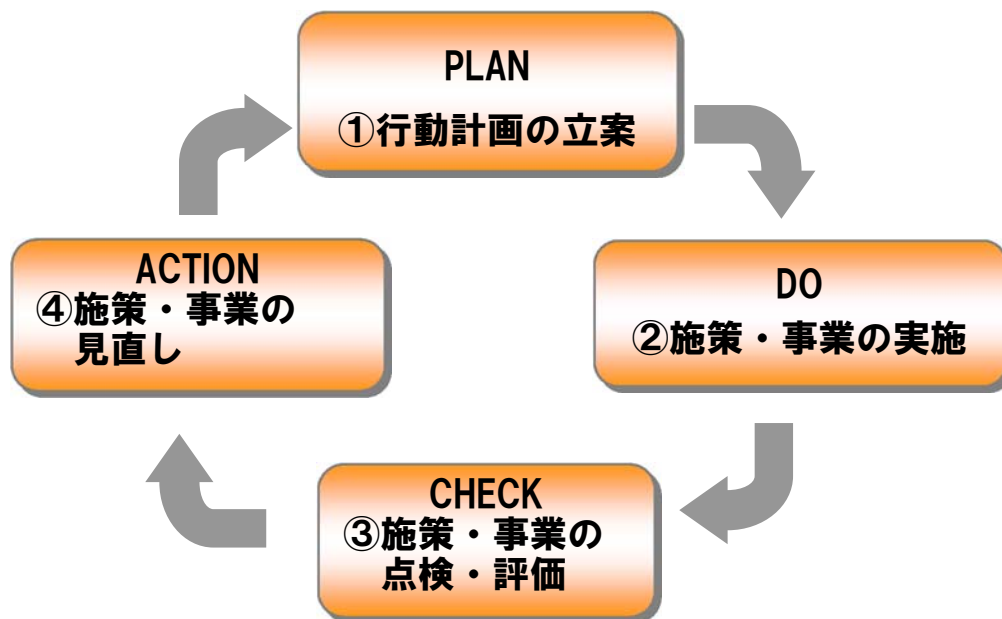 PLAN
①行動計画の立案
DO
②施策・事業の実施
CHECK
③施策・事業の
点検・評価
ACTION
④施策・事業の
見直し